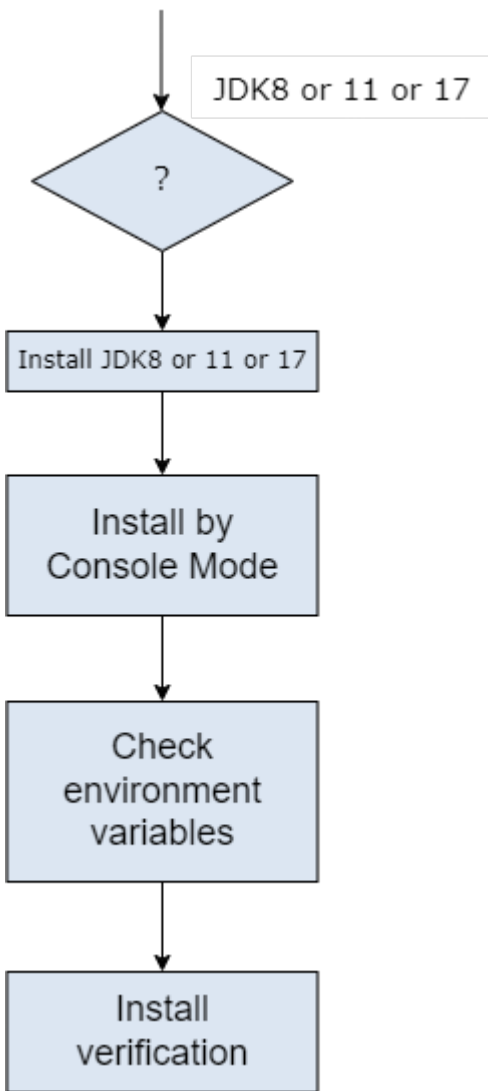 JDK8 or 11 or 17
?
Install JDK8 or 11 or 17
Install by
Console Mode
Check
environment
variables
Install
verification